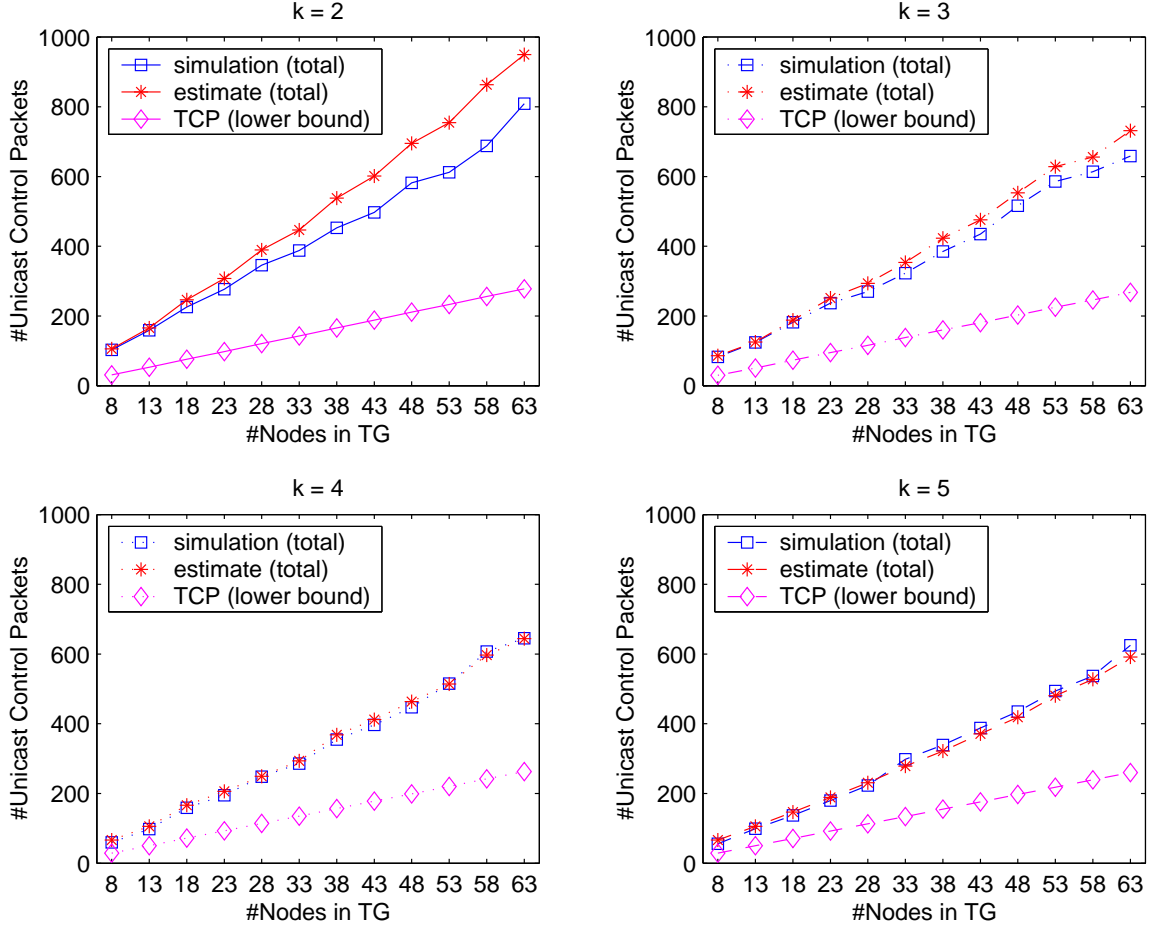 k = 2
1000
800
600
400
200
0
#Unicast Control Packets
simulation (total)
estimate (total)
TCP (lower bound)
8 13 18 23 28 33 38 43 48 53 58 63
#Nodes in TG
k = 3
1000
800
600
400
200
0
#Unicast Control Packets
simulation (total)
estimate (total)
TCP (lower bound)
8 13 18 23 28 33 38 43 48 53 58 63
#Nodes in TG
k = 4
1000
800
600
400
200
0
#Unicast Control Packets
simulation (total)
estimate (total)
TCP (lower bound)
8 13 18 23 28 33 38 43 48 53 58 63
#Nodes in TG
k = 5
1000
800
600
400
200
0
#Unicast Control Packets
simulation (total)
estimate (total)
TCP (lower bound)
8 13 18 23 28 33 38 43 48 53 58 63
#Nodes in TG